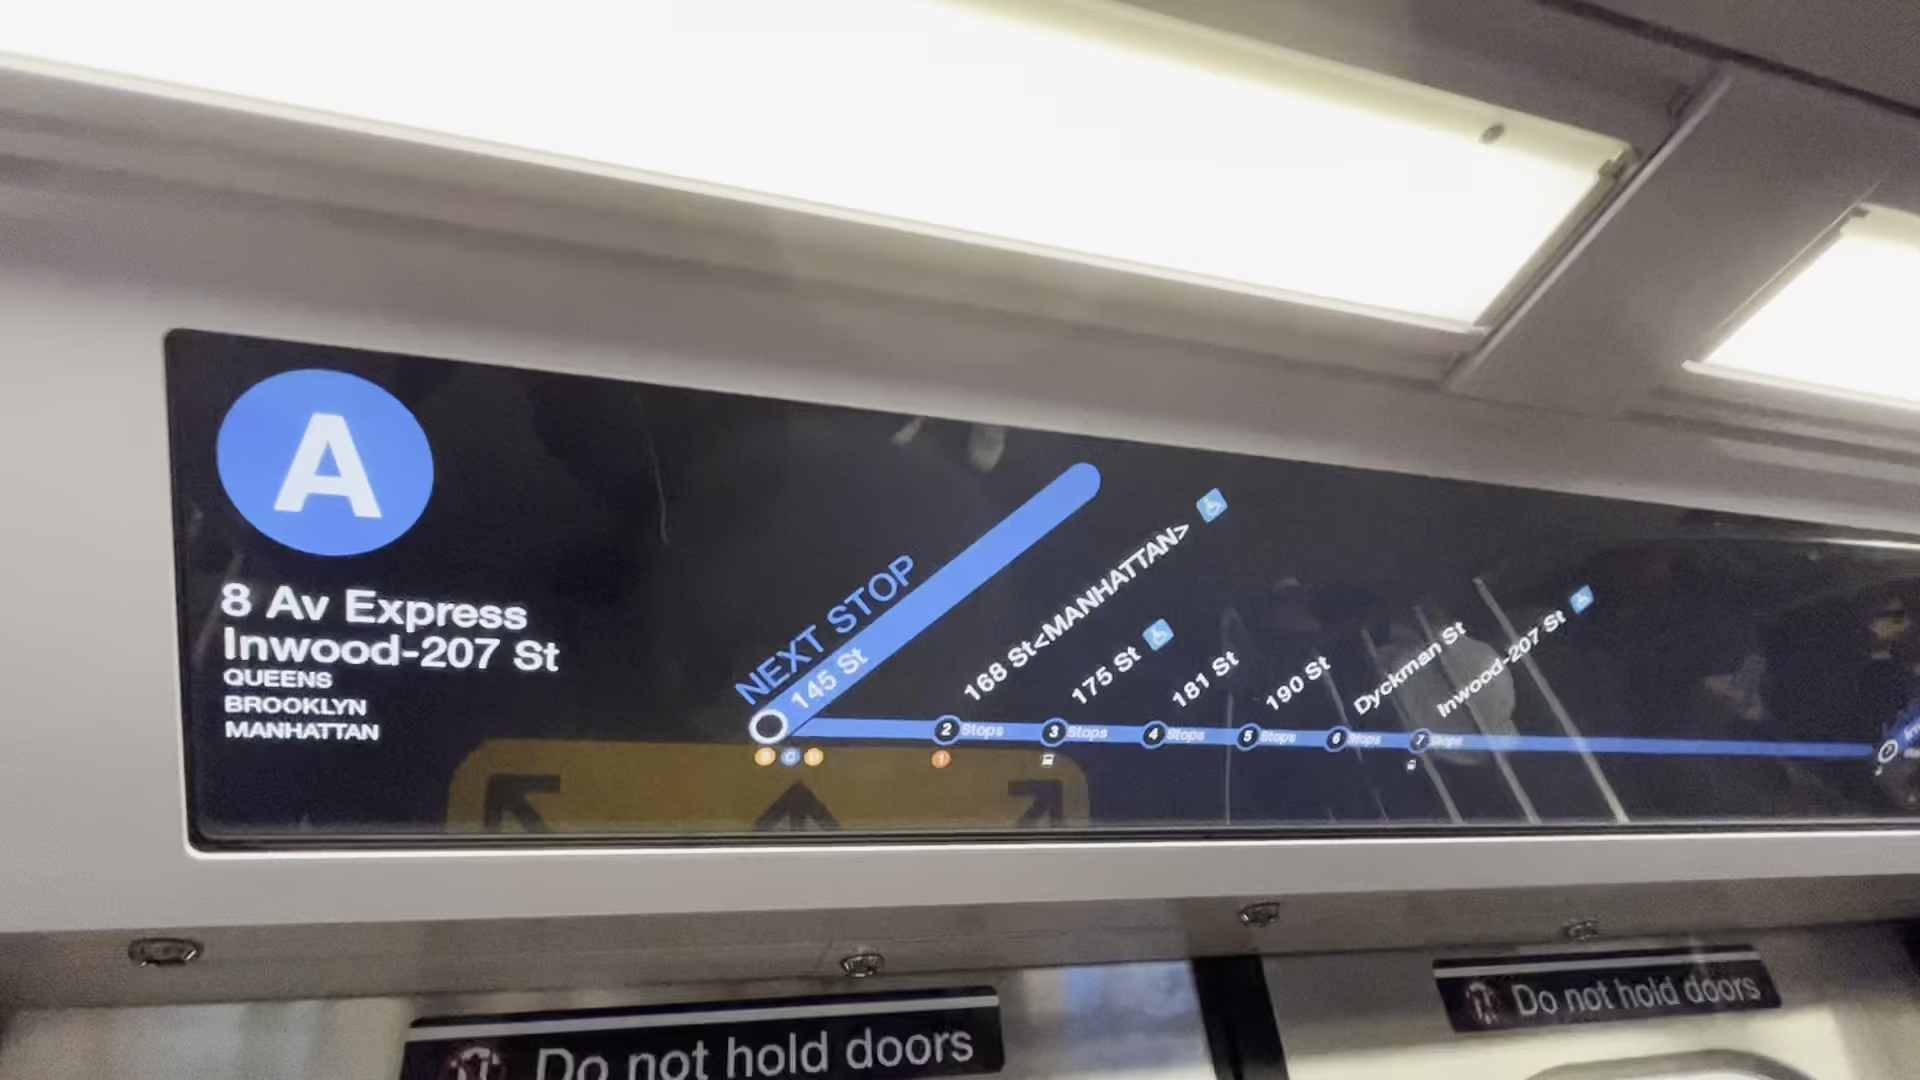 A
8 Av Express
Inwood-207 St
QUEENS
BROOKLYN
MANHATTAN
NEXT STOP
145 St
168 St<MANHATTAN>
175 St
181 St
190 St
Dyckman St
Inwood-207 St
2 Stops
3 Stops
4 Stops
5 Stops
6 Stops
7 Stops
C
1
Do not hold doors
Do not hold doors